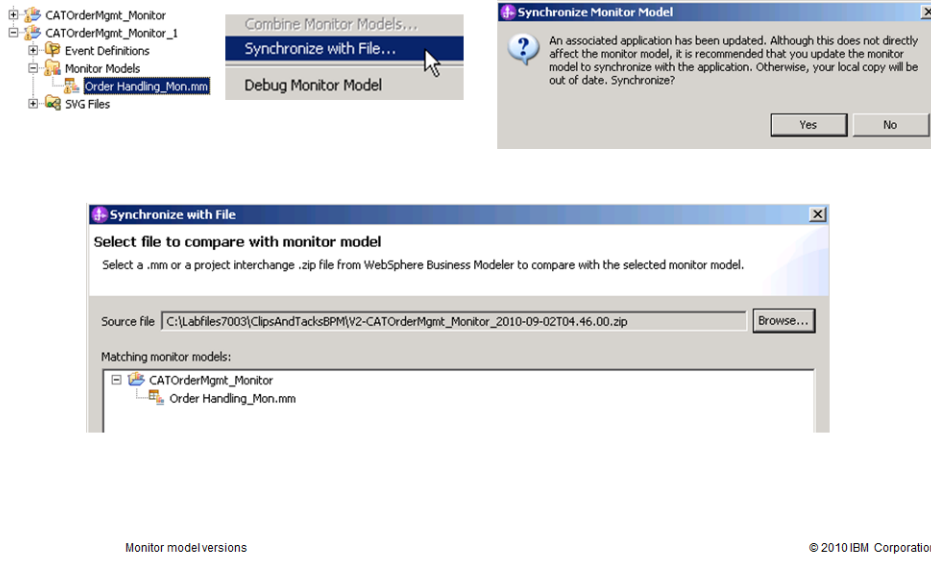 CATOrderMgmt_Monitor
CATOrderMgmt_Monitor_1
Event Definitions
Monitor Models
Order Handling_Mon.mm
SVG Files
Combine Monitor Models...
Synchronize with File...
Debug Monitor Model
Synchronize Monitor Model
An associated application has been updated. Although this does not directly
affect the monitor model, it is recommended that you update the monitor
model to synchronize with the application. Otherwise, your local copy will be
out of date. Synchronize?
Yes
No
Synchronize with File
Select file to compare with monitor model
Select a .mm or a project interchange .zip file from WebSphere Business Modeler to compare with the selected monitor model.
Source file C:\Labfiles7003\ClipsAndTacksBPM\V2-CATOrderMgmt_Monitor_2010-09-02T04.46.00.zip Browse...
Matching monitor models:
CATOrderMgmt_Monitor
Order Handling_Mon.mm
Monitor model versions
© 2010 IBM Corporation